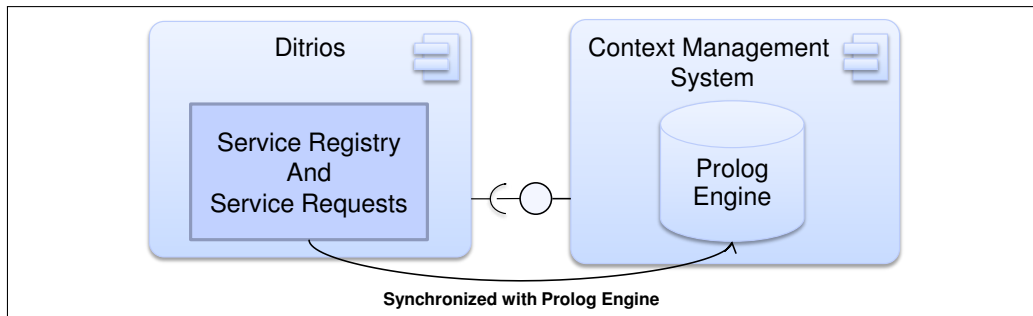 Ditrios
Service Registry
And
Service Requests
Context Management
System
Prolog
Engine
Synchronized with Prolog Engine